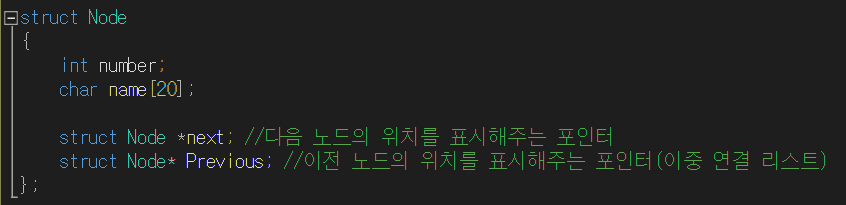 struct Node
{
int number;
char name[20];
struct Node *next; //다음 노드의 위치를 표시해주는 포인터
struct Node* Previous; //이전 노드의 위치를 표시해주는 포인터(이중 연결 리스트)
};